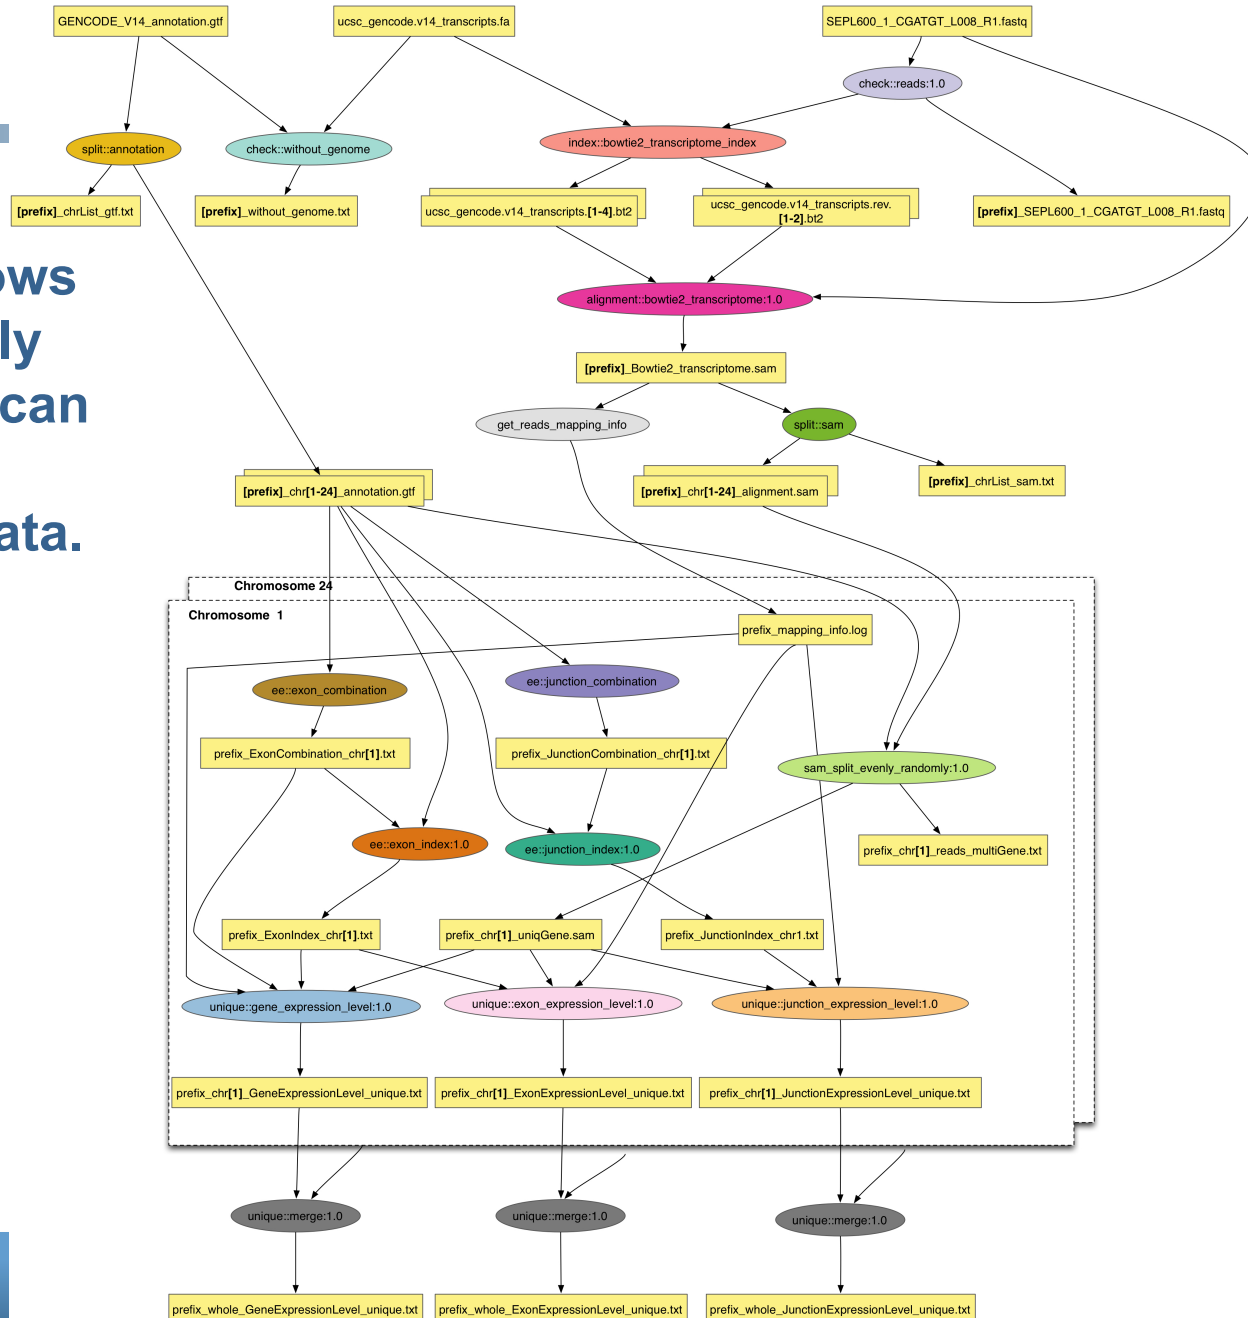 GENCODE_V14_annotation.gtf
ucsc_gencode.v14_transcripts.fa
SEPL600_1_CGATGT_L008_R1.fastq
check::reads:1.0
split::annotation
check::without_genome
index::bowtie2_transcriptome_index
[prefix]_chrList_gtf.txt
[prefix]_without_genome.txt
ucsc_gencode.v14_transcripts.[1-4].bt2
ucsc_gencode.v14_transcripts.rev.
[1-2].bt2
[prefix]_SEPL600_1_CGATGT_L008_R1.fastq
ows
alignment::bowtie2_transcriptome:1.0
ly
[prefix]_Bowtie2_transcriptome.sam
can
get_reads_mapping_info
split::sam
[prefix]_chr[1-24]_annotation.gtf
[prefix]_chr[1-24]_alignment.sam
[prefix]_chrList_sam.txt
ata.
Chromosome 24
Chromosome 1
prefix_mapping_info.log
ee::exon_combination
ee::junction_combination
prefix_ExonCombination_chr[1].txt
prefix_JunctionCombination_chr[1].txt
sam_split_evenly_randomly:1.0
ee::exon_index:1.0
ee::junction_index:1.0
prefix_chr[1]_reads_multiGene.txt
prefix_ExonIndex_chr[1].txt
prefix_chr[1]_uniqGene.sam
prefix_JunctionIndex_chr1.txt
unique::gene_expression_level:1.0
unique::exon_expression_level:1.0
unique::junction_expression_level:1.0
prefix_chr[1]_GeneExpressionLevel_unique.txt
prefix_chr[1]_ExonExpressionLevel_unique.txt
prefix_chr[1]_JunctionExpressionLevel_unique.txt
unique::merge:1.0
unique::merge:1.0
unique::merge:1.0
prefix_whole_GeneExpressionLevel_unique.txt
prefix_whole_ExonExpressionLevel_unique.txt
prefix_whole_JunctionExpressionLevel_unique.txt